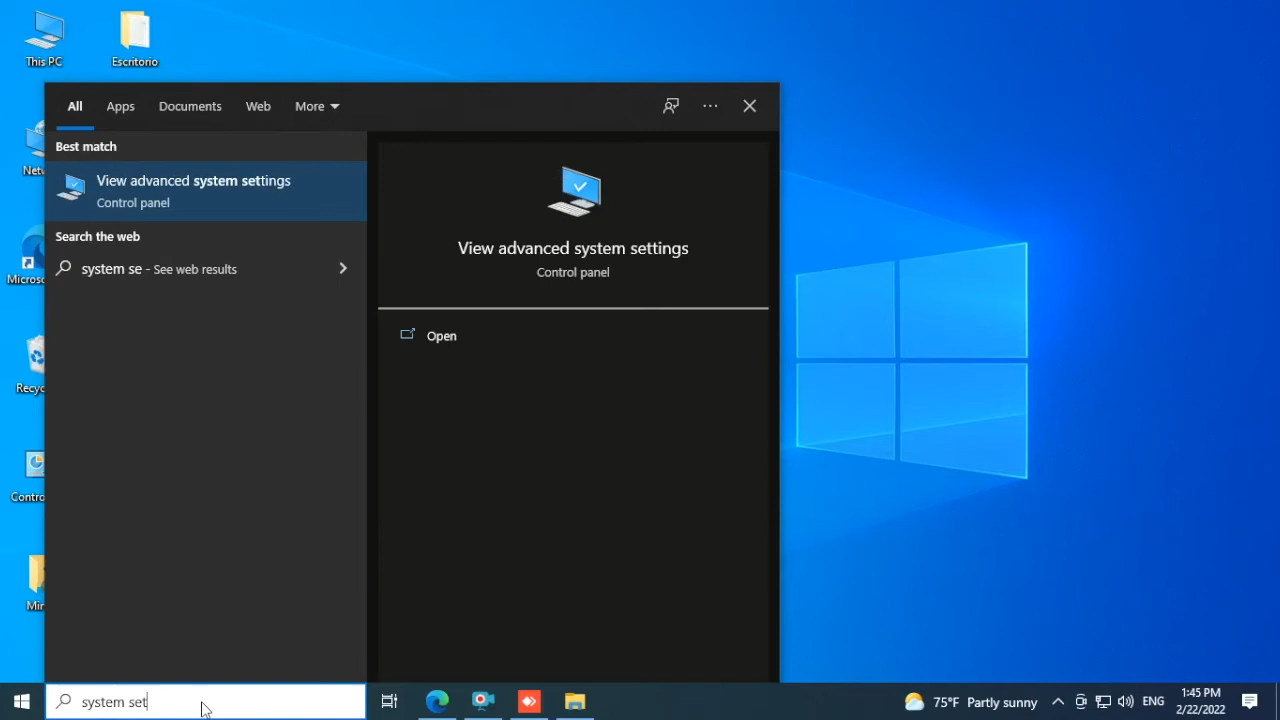 This PC
Escritorio
All Apps Documents Web More
Best match
View advanced system settings
Control panel
Search the web
system se - See web results
View advanced system settings
Control panel
Open
Netw
Microso
Recyc
Contro
system set
75°F Partly sunny
ENG
1:45 PM
2/22/2022